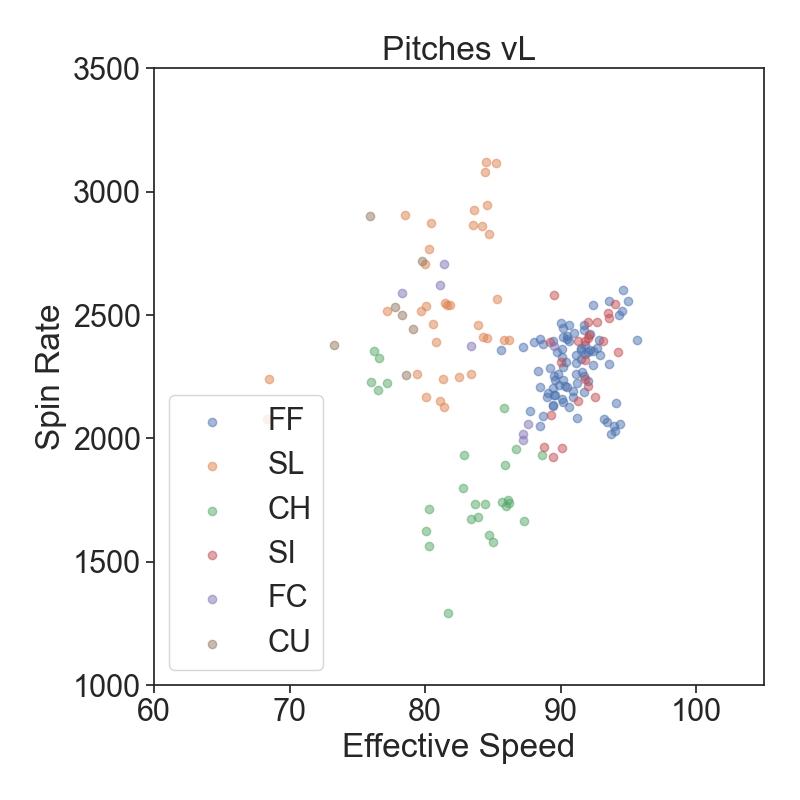 Pitches vL
3500
3000
2500
2000
1500
1000
Spin Rate
FF
SL
CH
SI
FC
CU
60 70 80 90 100
Effective Speed